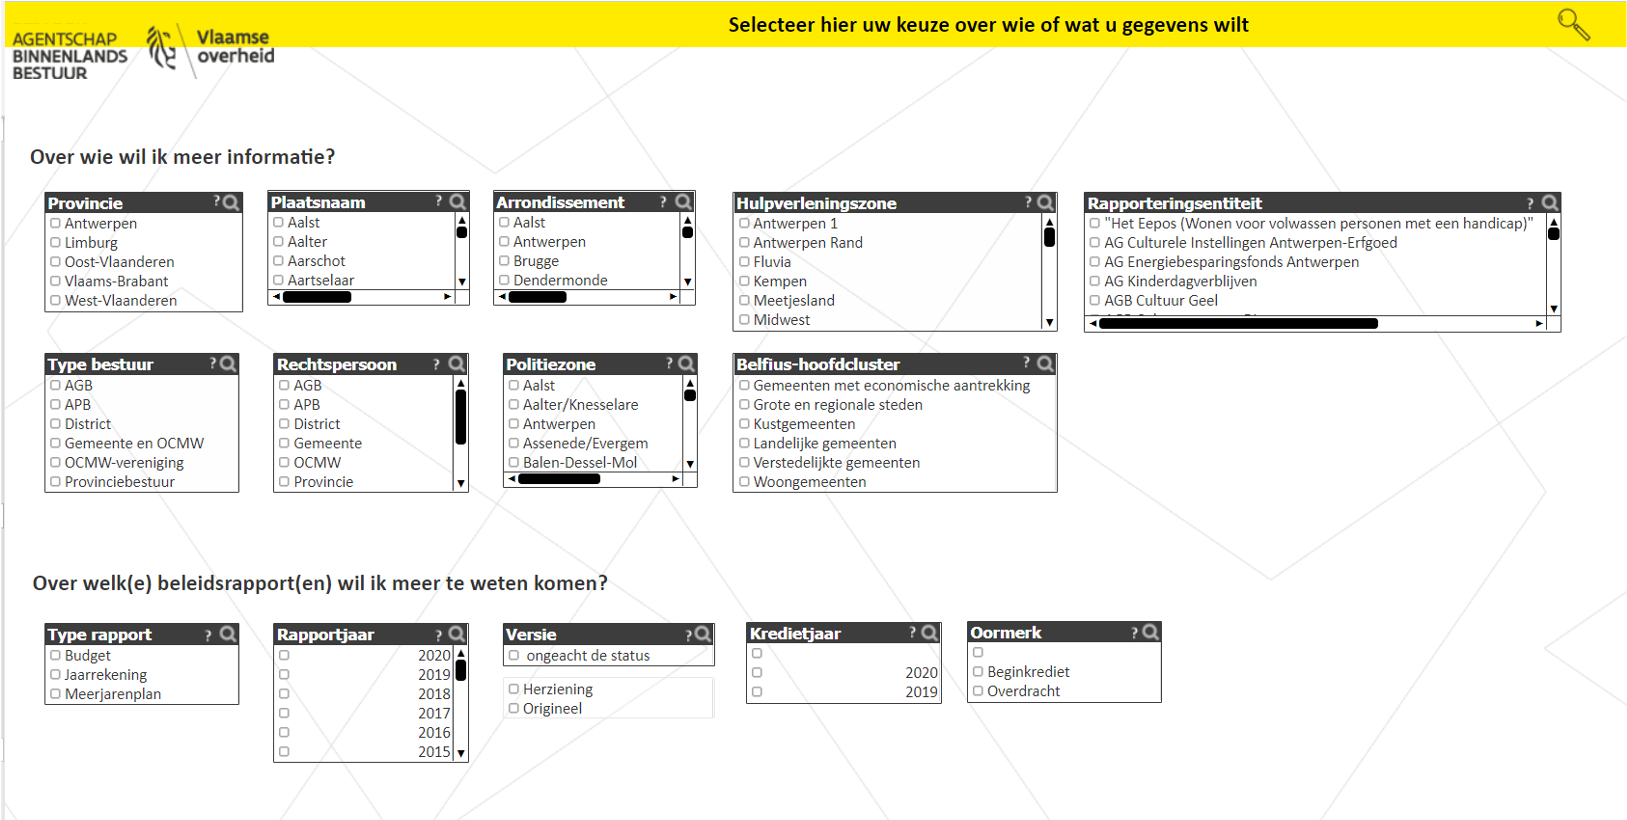 Selecteer hier uw keuze over wie of wat u gegevens wilt
AGENTSCHAP
BINNENLANDS
BESTUUR
Vlaamse
overheid
Over wie wil ik meer informatie?
Provincie ?
Antwerpen
Limburg
Oost-Vlaanderen
Vlaams-Brabant
West-Vlaanderen
Plaatsnaam ?
Aalst
Aalter
Aarschot
Aartselaar
Arrondissement ?
Aalst
Antwerpen
Brugge
Dendermonde
Hulpverleningszone ?
Antwerpen 1
Antwerpen Rand
Fluvia
Kempen
Meetjesland
Midwest
Rapporteringsentiteit ?
"Het Eepos (Wonen voor volwassen personen met een handicap)"
AG Culturele Instellingen Antwerpen-Erfgoed
AG Energiebesparingsfonds Antwerpen
AG Kinderdagverblijven
AGB Cultuur Geel
Type bestuur ?
AGB
APB
District
Gemeente en OCMW
OCMW-vereniging
Provinciebestuur
Rechtspersoon ?
AGB
APB
District
Gemeente
OCMW
Provincie
Politiezone ?
Aalst
Aalter/Knesselare
Antwerpen
Assenede/Evergem
Balen-Dessel-Mol
Belfius-hoofdcluster ?
Gemeenten met economische aantrekking
Grote en regionale steden
Kustgemeenten
Landelijke gemeenten
Verstedelijkte gemeenten
Woongemeenten
Over welk(e) beleidsrapport(en) wil ik meer te weten komen?
Type rapport ?
Budget
Jaarrekening
Meerjarenplan
Rapportjaar ?
2020
2019
2018
2017
2016
2015
Versie ?
ongeacht de status
Herziening
Origineel
Kredietjaar ?
2020
2019
Oormerk ?
Beginkrediet
Overdracht